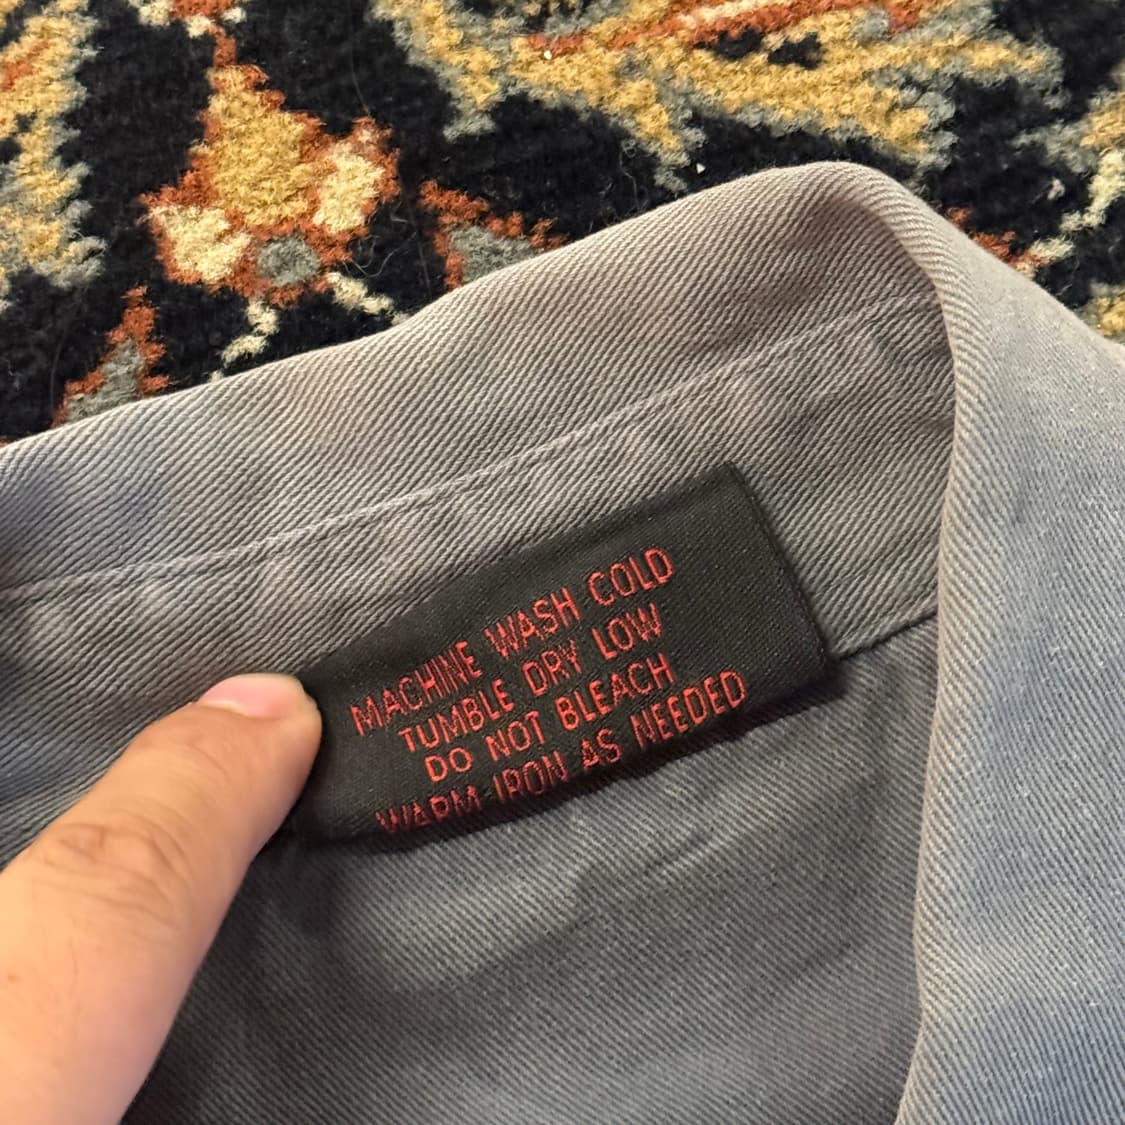 MACHINE WASH COLD
TUMBLE DRY LOW
DO NOT BLEACH
WARM IRON AS NEEDED